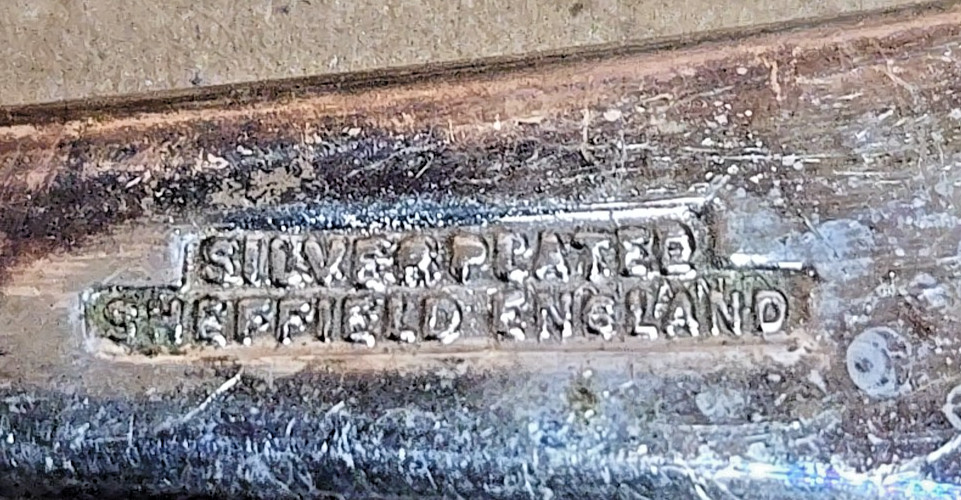 SILVER PLATED
SHEFFIELD ENGLAND